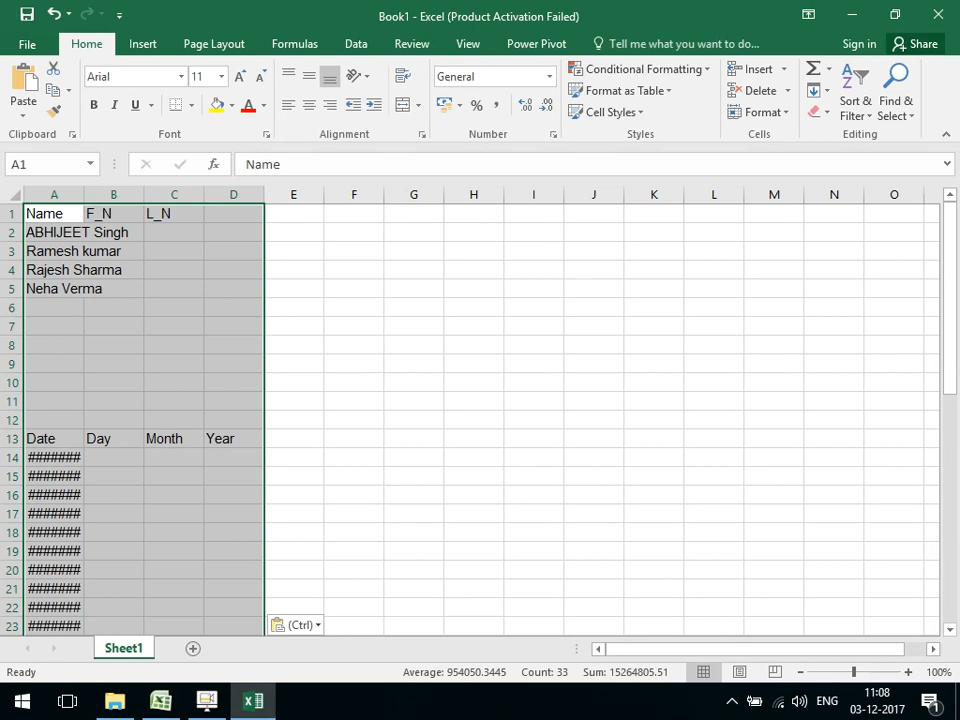 Book1 - Excel (Product Activation Failed)
File Home Insert Page Layout Formulas Data Review View Power Pivot Tell me what you want to do... Sign in Share
Paste Arial 11 A A General Conditional Formatting Insert Σ Sort & Filter Find & Select
B I U A % , Format as Table Delete
Cell Styles Format
Clipboard Font Alignment Number Styles Cells Editing
A1 fx Name
A B C D E F G H I J K L M N O
1 Name F_N L_N
2 ABHIJEET Singh
3 Ramesh kumar
4 Rajesh Sharma
5 Neha Verma
6
7
8
9
10
11
12
13 Date Day Month Year
14 #######
15 #######
16 #######
17 #######
18 #######
19 #######
20 #######
21 #######
22 #######
23 #######
(Ctrl)
Sheet1
Ready Average: 954050.3445 Count: 33 Sum: 15264805.51 100%
ENG 11:08
03-12-2017 1